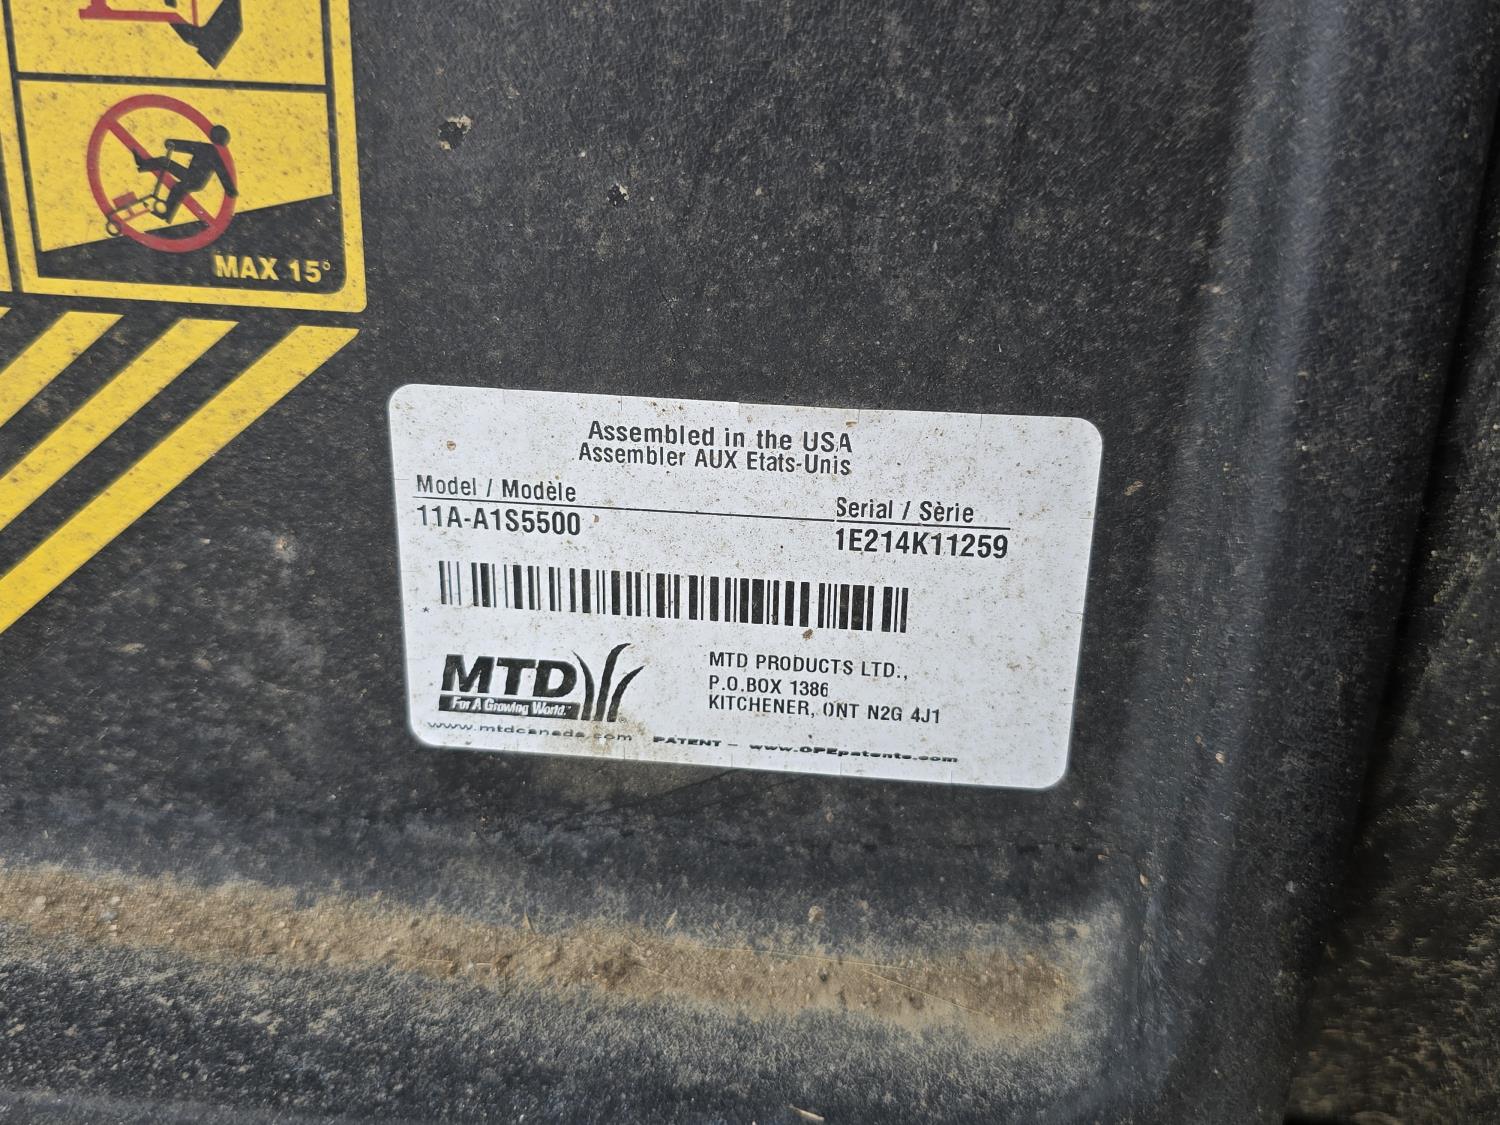 MAX 15°
Assembled in the USA
Assembler AUX Etats-Unis
Model / Modèle
Serial / Sèrie
11A-A1S5500
1E214K11259
*
MTD
For A Growing World.™
MTD PRODUCTS LTD.,
P.O.BOX 1386
KITCHENER, ONT N2G 4J1
www.mtdcanada.com PATENT - www.OPEpatents.com